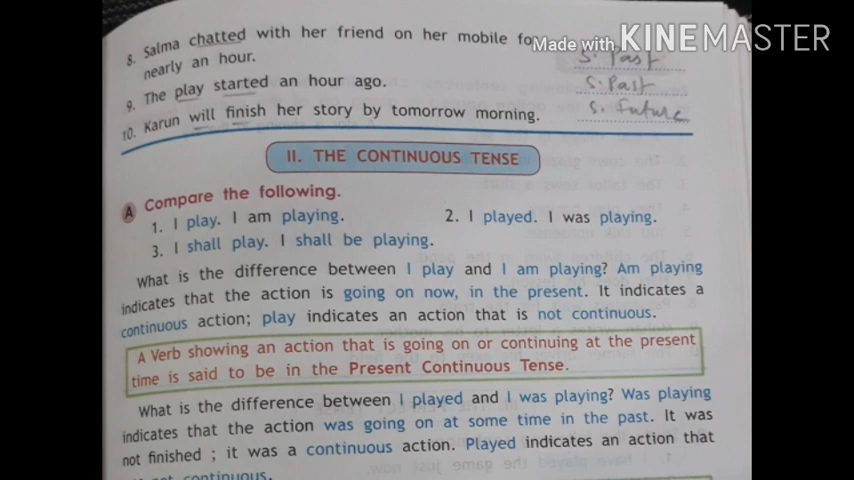 8. Salma chatted with her friend on her mobile fo
nearly an hour.
Made with KINEMASTER
S. Past
9. The play started an hour ago.
S. Past
10. Karun will finish her story by tomorrow morning.
S. future
II. THE CONTINUOUS TENSE
A Compare the following.
1. I play. I am playing.
2. I played. I was playing.
3. I shall play. I shall be playing.
What is the difference between I play and I am playing? Am playing
indicates that the action is going on now, in the present. It indicates a
continuous action; play indicates an action that is not continuous.
A Verb showing an action that is going on or continuing at the present
time is said to be in the Present Continuous Tense.
What is the difference between I played and I was playing? Was playing
indicates that the action was going on at some time in the past. It was
not finished ; it was a continuous action. Played indicates an action that
not continuous.